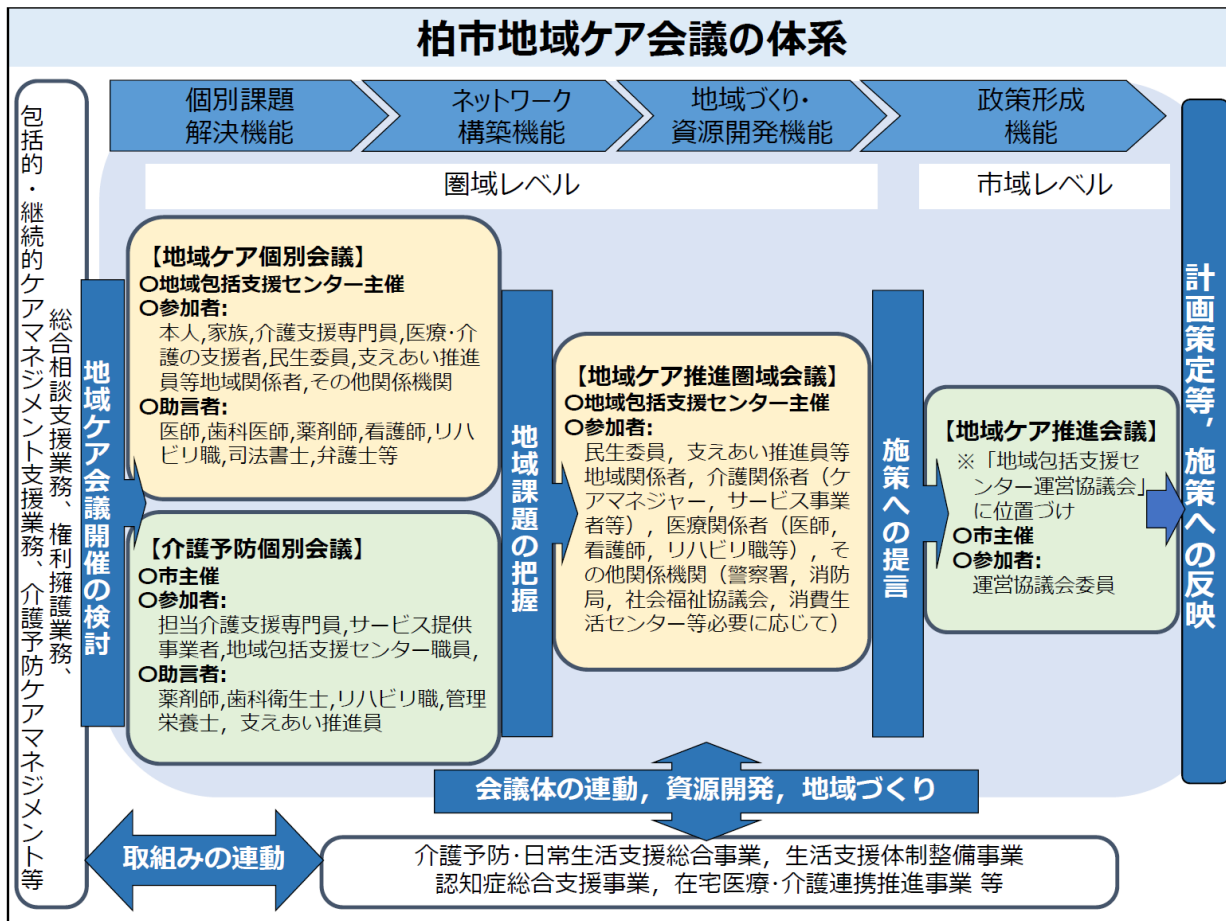 柏市地域ケア会議の体系
個別課題
解決機能
ネットワーク
構築機能
地域づくり・
資源開発機能
政策形成
機能
圏域レベル
市域レベル
総合相談支援業務、権利擁護業務、
包括的・継続的ケアマネジメント支援業務、介護予防ケアマネジメント等
地域ケア会議開催の検討
【地域ケア個別会議】
〇地域包括支援センター主催
〇参加者:
本人,家族,介護支援専門員,医療・介
護の支援者,民生委員,支えあい推進
員等地域関係者,その他関係機関
〇助言者:
医師,歯科医師,薬剤師,看護師,リハ
ビリ職,司法書士,弁護士等
【介護予防個別会議】
〇市主催
〇参加者:
担当介護支援専門員,サービス提供
事業者,地域包括支援センター職員,
〇助言者:
薬剤師,歯科衛生士,リハビリ職,管理
栄養士，支えあい推進員
地域課題の把握
【地域ケア推進圏域会議】
〇地域包括支援センター主催
〇参加者:
民生委員，支えあい推進員等
地域関係者，介護関係者（ケ
アマネジャー，サービス事業
者等），医療関係者（医師，
看護師，リハビリ職等），そ
の他関係機関（警察署，消防
局，社会福祉協議会，消費生
活センター等必要に応じて）
施策への提言
【地域ケア推進会議】
※「地域包括支援セ
ンター運営協議会」
に位置づけ
〇市主催
〇参加者:
運営協議会委員
計画策定等，施策への反映
会議体の連動，資源開発，地域づくり
取組みの連動
介護予防・日常生活支援総合事業，生活支援体制整備事業
認知症総合支援事業，在宅医療・介護連携推進事業 等